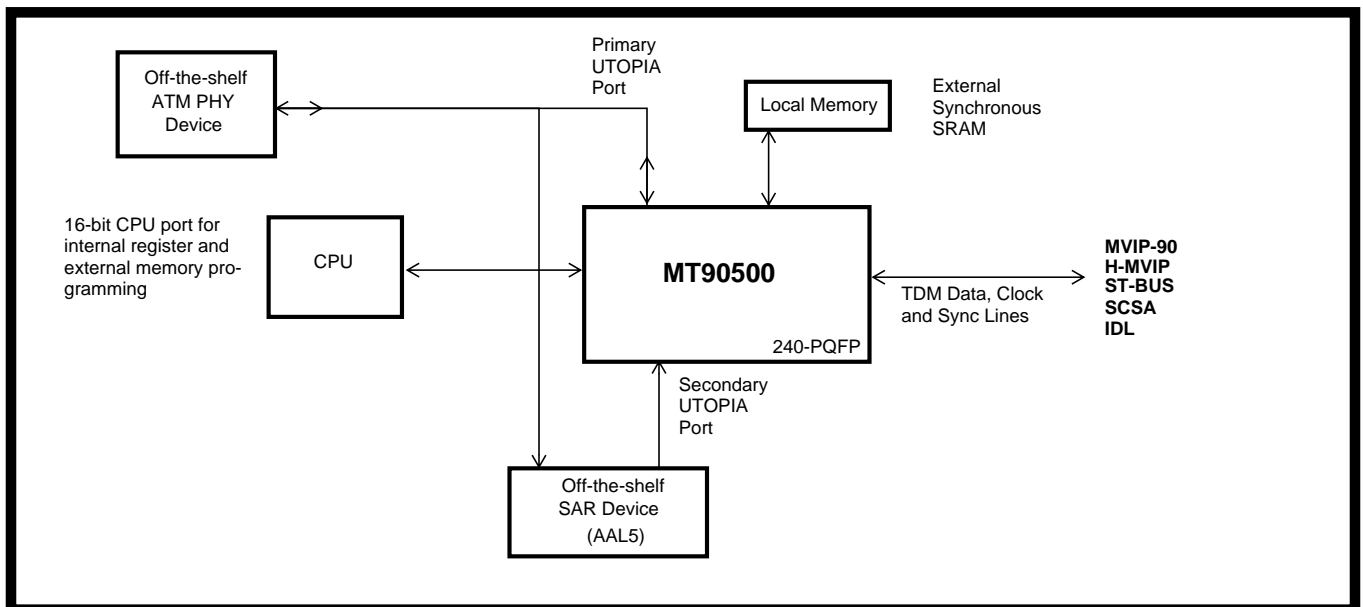 Off-the-shelf
ATM PHY
Device
Primary
UTOPIA
Port
Local Memory
External
Synchronous
SRAM
16-bit CPU port for
internal register and
external memory pro-
gramming
CPU
MT90500
240-PQFP
TDM Data, Clock
and Sync Lines
MVIP-90
H-MVIP
ST-BUS
SCSA
IDL
Secondary
UTOPIA
Port
Off-the-shelf
SAR Device
(AAL5)